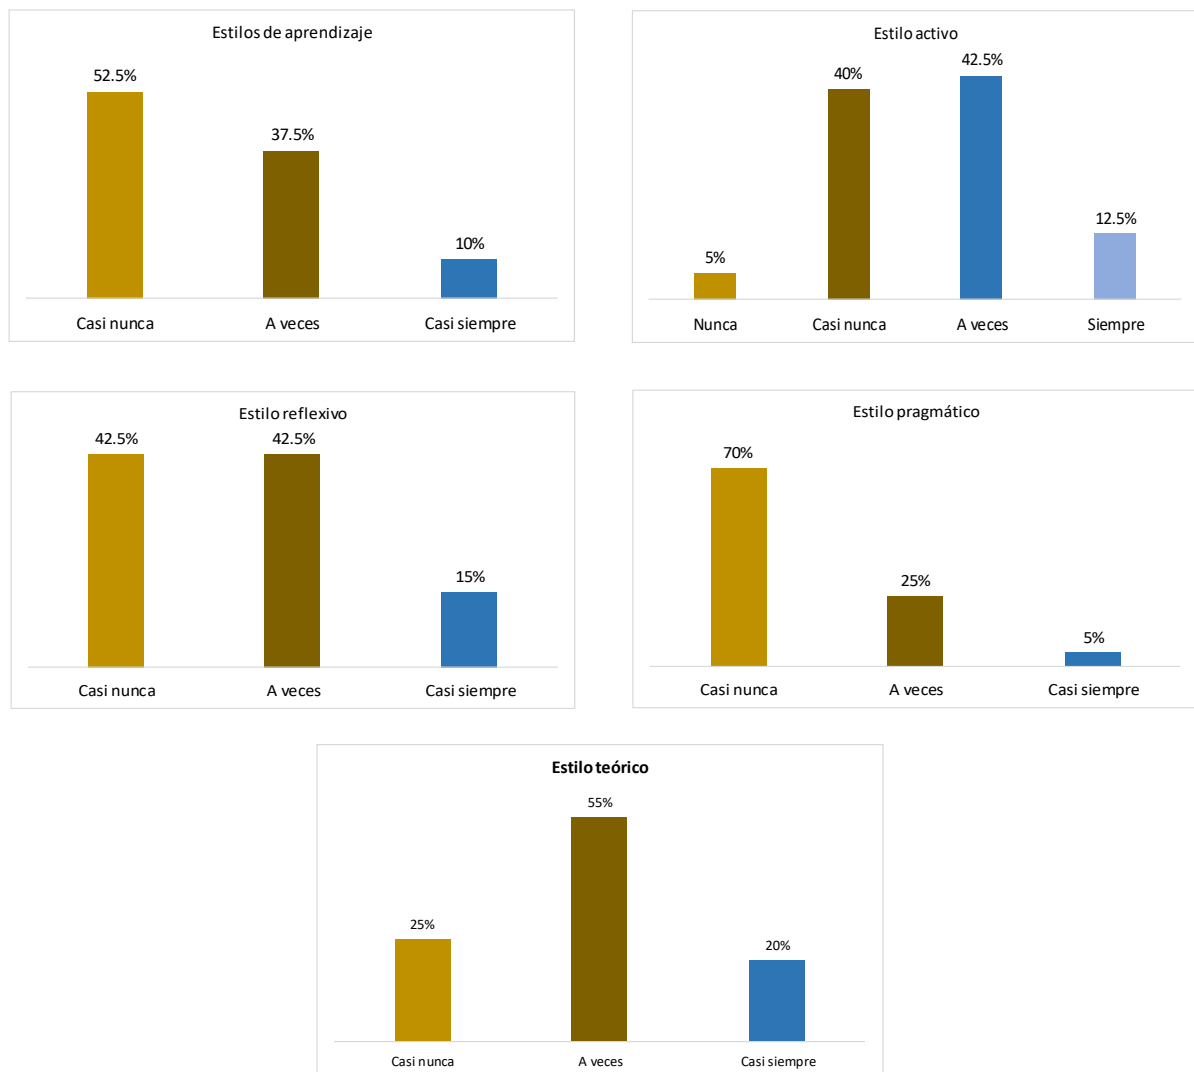 Estilos de aprendizaje
52.5%
37.5%
10%
Casi nunca A veces Casi siempre
Estilo activo
42.5%
40%
12.5%
5%
Nunca Casi nunca A veces Siempre
Estilo reflexivo
42.5% 42.5%
15%
Casi nunca A veces Casi siempre
Estilo pragmático
70%
25%
5%
Casi nunca A veces Casi siempre
Estilo teórico
55%
25%
20%
Casi nunca A veces Casi siempre